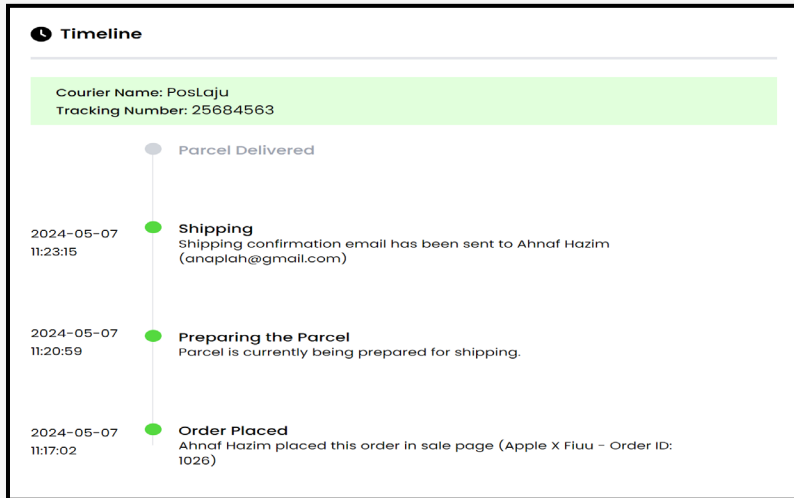 Timeline
Courier Name: PosLaju
Tracking Number: 25684563
Parcel Delivered
2024-05-07
11:23:15
Shipping
Shipping confirmation email has been sent to Ahnaf Hazim
(anaplah@gmail.com)
2024-05-07
11:20:59
Preparing the Parcel
Parcel is currently being prepared for shipping.
2024-05-07
11:17:02
Order Placed
Ahnaf Hazim placed this order in sale page (Apple X Fiuu - Order ID:
1026)